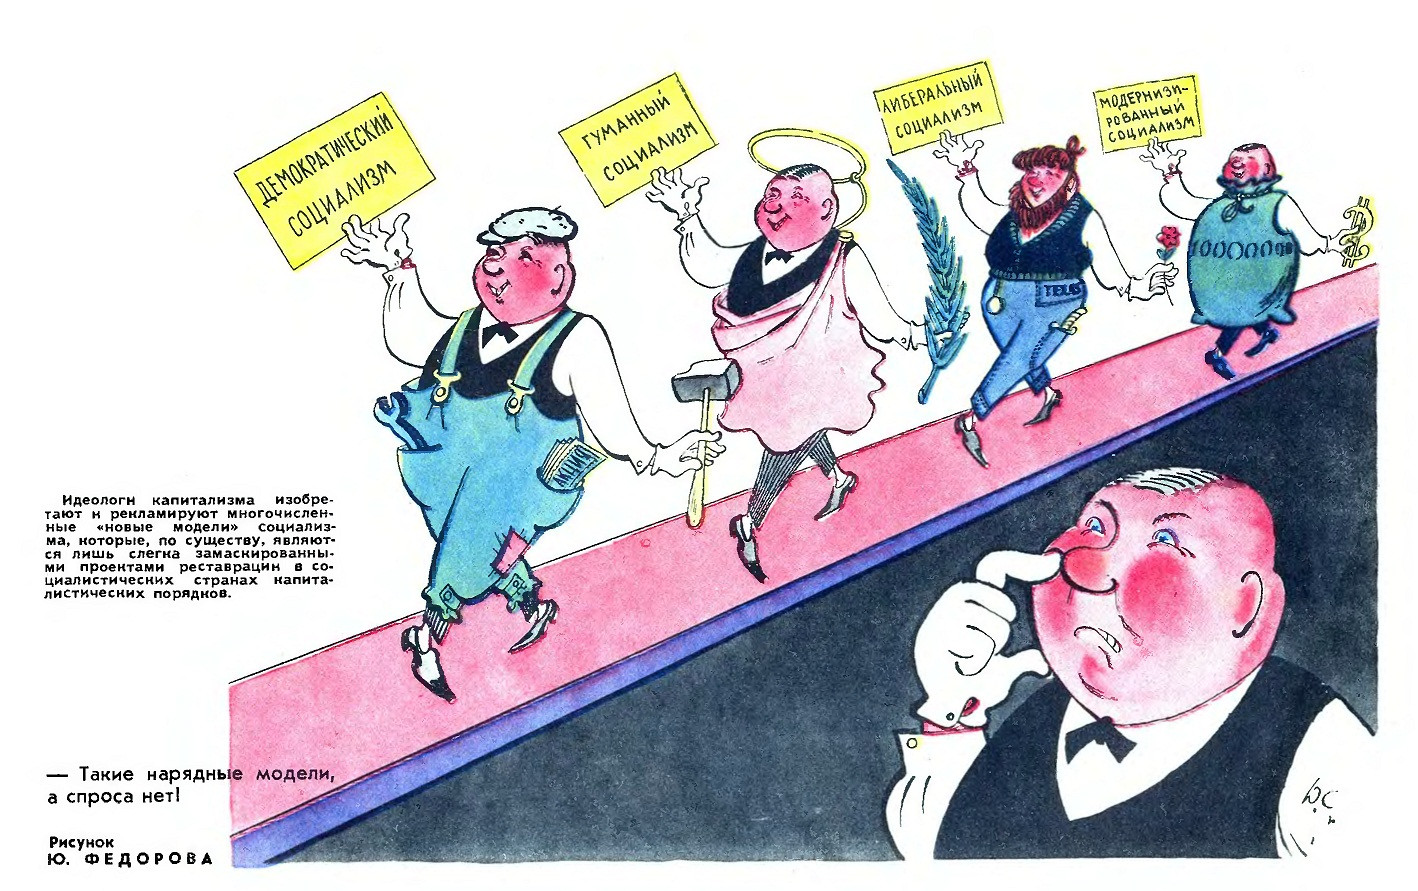 ДЕМОКРАТИЧЕСКИЙ
СОЦИАЛИЗМ
ГУМАННЫЙ
СОЦИАЛИЗМ
ЛИБЕРАЛЬНЫЙ
СОЦИАЛИЗМ
МОДЕРНИЗИ-
РОВАННЫЙ
СОЦИАЛИЗМ
TEXAS
АКЦИИ
Идеологи капитализма изобре-
тают и рекламируют многочислен-
ные «новые модели» социализ-
ма, которые, по существу, являют-
ся лишь слегка замаскированны-
ми проектами реставрации в со-
циалистических странах капита-
листических порядков.
— Такие нарядные модели,
а спроса нет!
Рисунок
Ю. ФЕДОРОВА